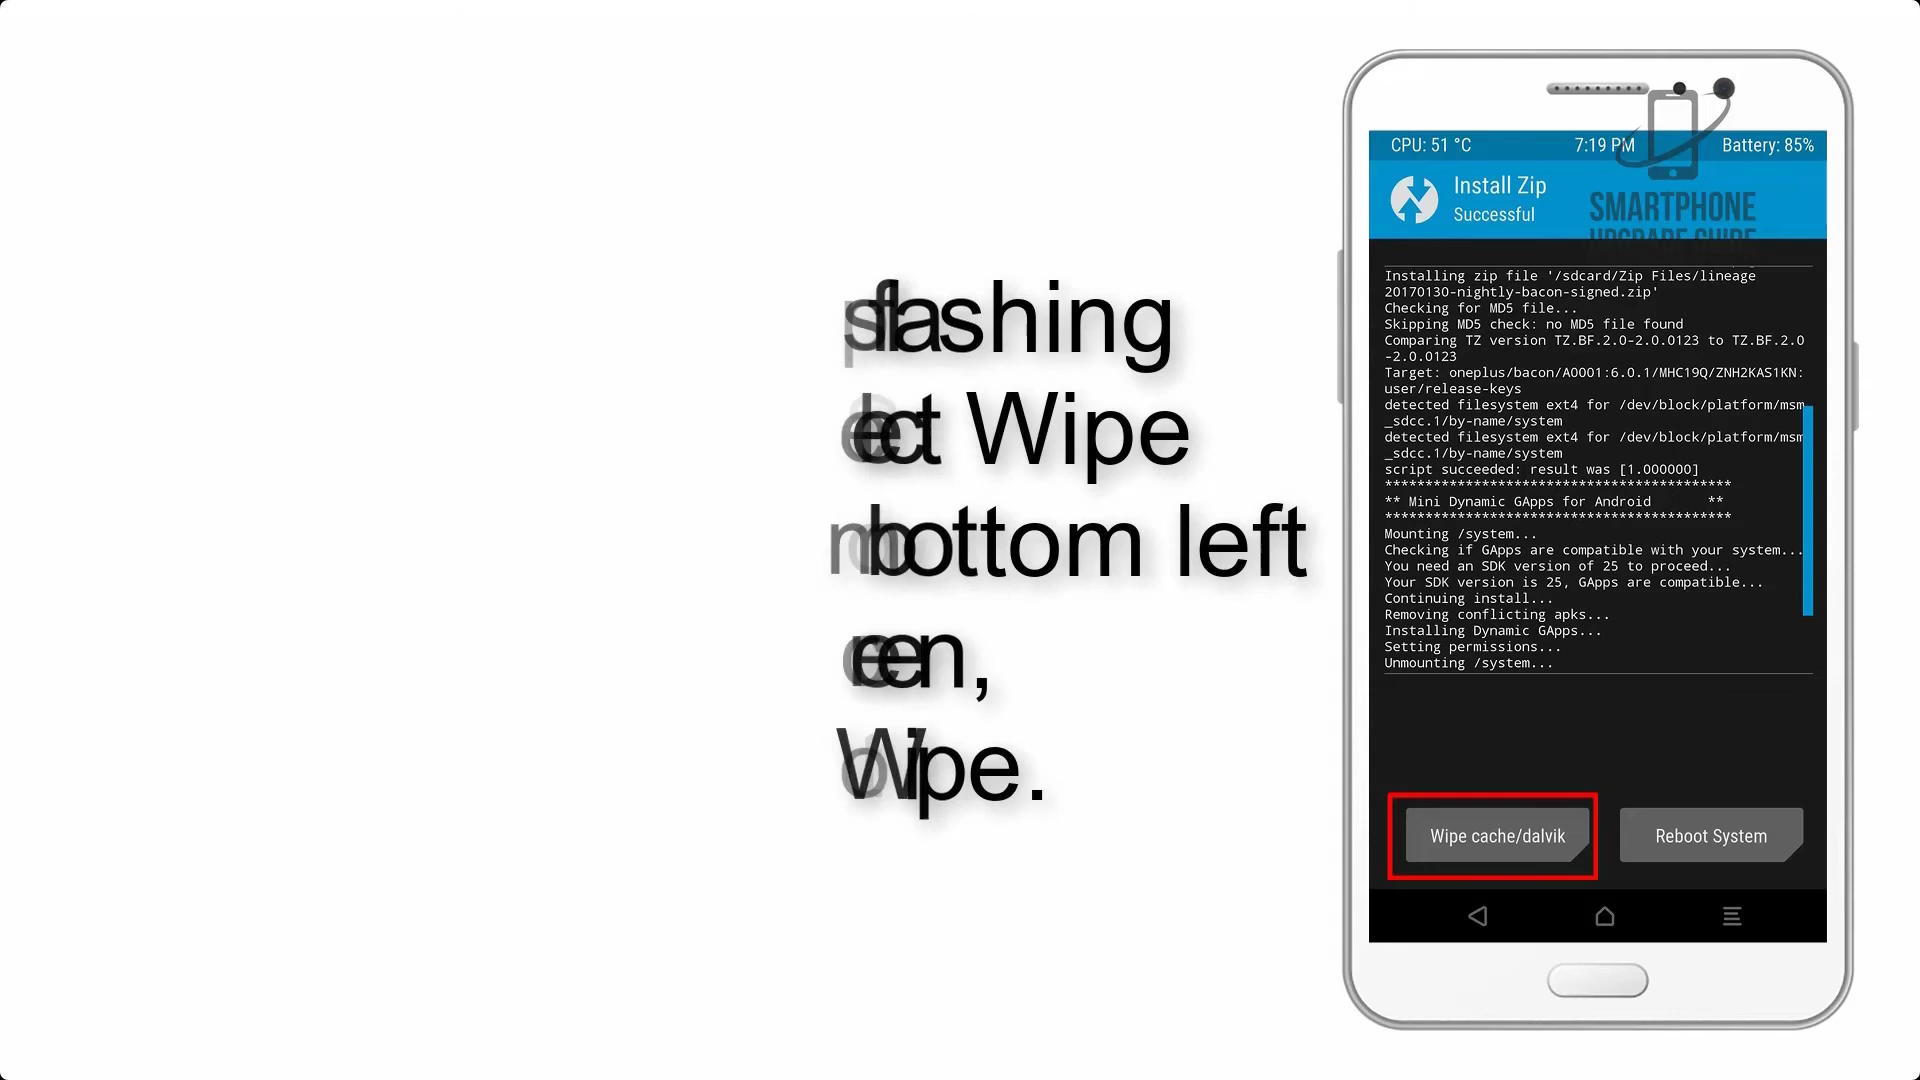 flashing
Wipe
bottom left
Wipe.
CPU: 51 °C 7:19 PM Battery: 85%
Install Zip
Successful
SMARTPHONE
UPGRADE GUIDE
Installing zip file '/sdcard/Zip Files/lineage
20170130-nightly-bacon-signed.zip'
Checking for MD5 file...
Skipping MD5 check: no MD5 file found
Comparing TZ version TZ.BF.2.0-2.0.0123 to TZ.BF.2.0
-2.0.0123
Target: oneplus/bacon/A0001:6.0.1/MHC19Q/ZNH2KAS1KN:
user/release-keys
detected filesystem ext4 for /dev/block/platform/msm
_sdcc.1/by-name/system
detected filesystem ext4 for /dev/block/platform/msm
_sdcc.1/by-name/system
script succeeded: result was [1.000000]
*******************************************
** Mini Dynamic GApps for Android **
*******************************************
Mounting /system...
Checking if GApps are compatible with your system...
You need an SDK version of 25 to proceed...
Your SDK version is 25, GApps are compatible...
Continuing install...
Removing conflicting apks...
Installing Dynamic GApps...
Setting permissions...
Unmounting /system...
Wipe cache/dalvik
Reboot System